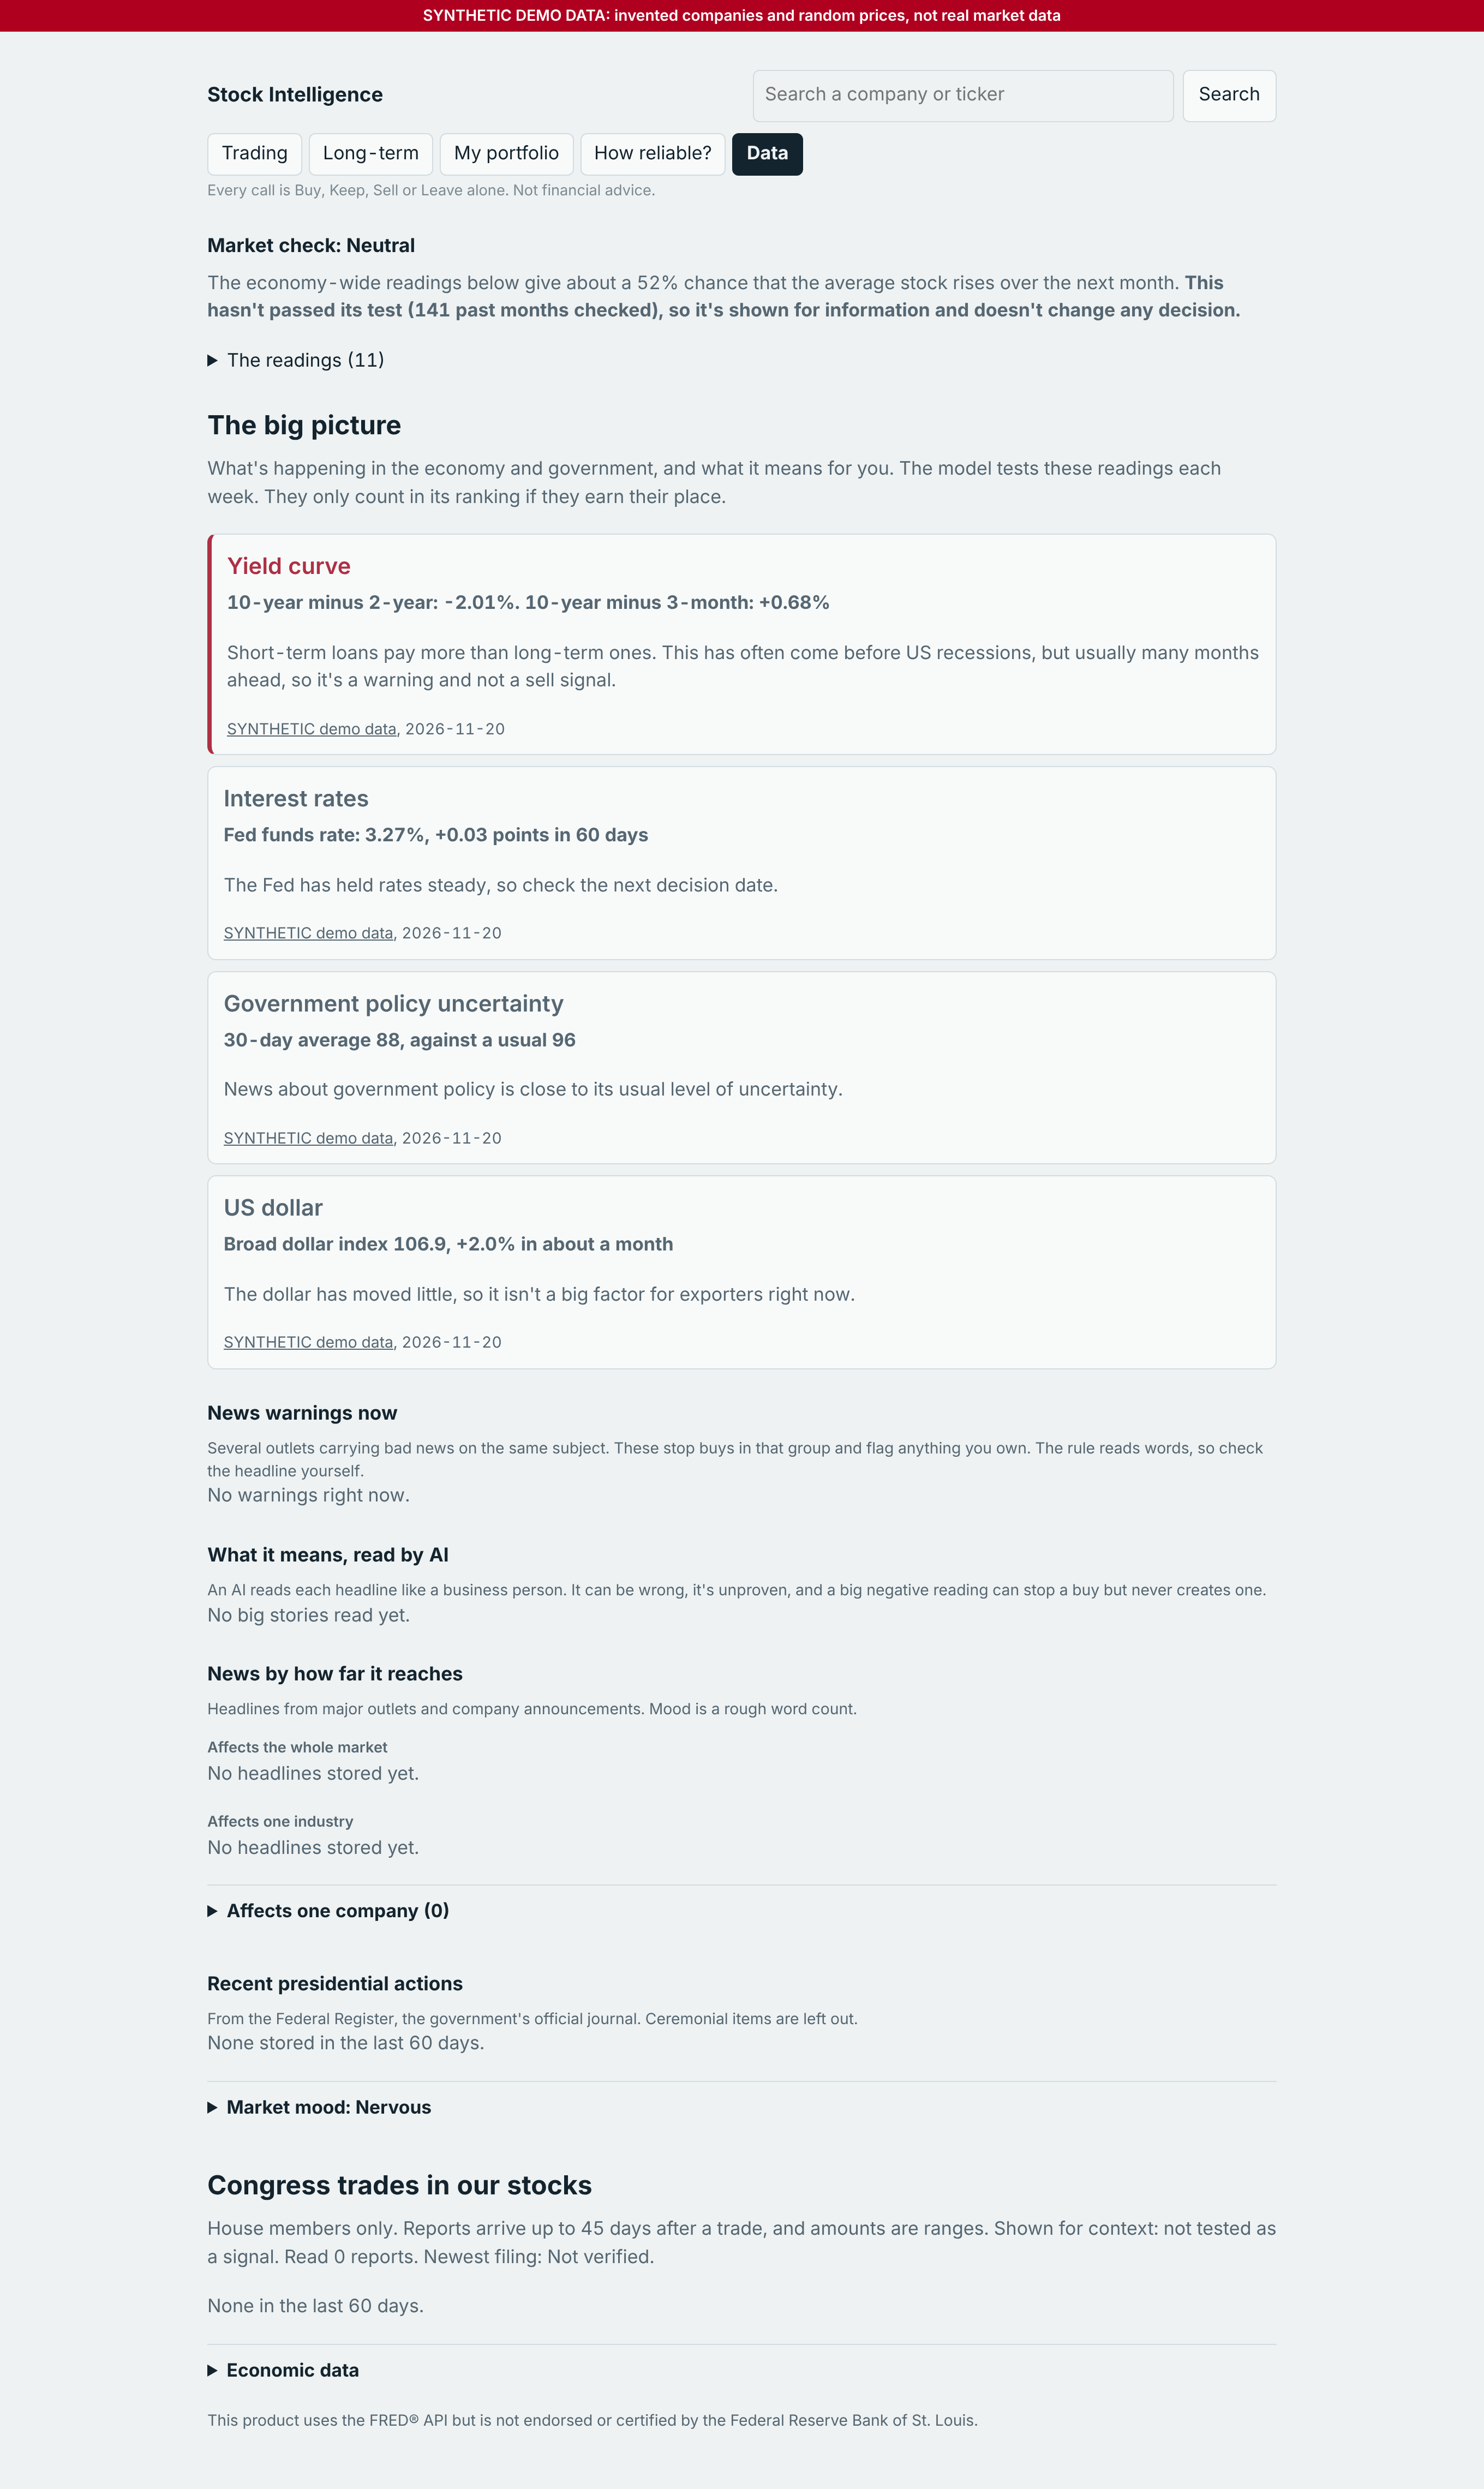 SYNTHETIC DEMO DATA: invented companies and random prices, not real market data
Stock Intelligence
Search a company or ticker
Search
Trading
Long-term
My portfolio
How reliable?
Data
Every call is Buy, Keep, Sell or Leave alone. Not financial advice.
Market check: Neutral
The economy-wide readings below give about a 52% chance that the average stock rises over the next month. This
hasn't passed its test (141 past months checked), so it's shown for information and doesn't change any decision.
The readings (11)
The big picture
What's happening in the economy and government, and what it means for you. The model tests these readings each
week. They only count in its ranking if they earn their place.
Yield curve
10-year minus 2-year: -2.01%. 10-year minus 3-month: +0.68%
Short-term loans pay more than long-term ones. This has often come before US recessions, but usually many months
ahead, so it's a warning and not a sell signal.
SYNTHETIC demo data, 2026-11-20
Interest rates
Fed funds rate: 3.27%, +0.03 points in 60 days
The Fed has held rates steady, so check the next decision date.
SYNTHETIC demo data, 2026-11-20
Government policy uncertainty
30-day average 88, against a usual 96
News about government policy is close to its usual level of uncertainty.
SYNTHETIC demo data, 2026-11-20
US dollar
Broad dollar index 106.9, +2.0% in about a month
The dollar has moved little, so it isn't a big factor for exporters right now.
SYNTHETIC demo data, 2026-11-20
News warnings now
Several outlets carrying bad news on the same subject. These stop buys in that group and flag anything you own. The rule reads words, so check
the headline yourself.
No warnings right now.
What it means, read by AI
An AI reads each headline like a business person. It can be wrong, it's unproven, and a big negative reading can stop a buy but never creates one.
No big stories read yet.
News by how far it reaches
Headlines from major outlets and company announcements. Mood is a rough word count.
Affects the whole market
No headlines stored yet.
Affects one industry
No headlines stored yet.
Affects one company (0)
Recent presidential actions
From the Federal Register, the government's official journal. Ceremonial items are left out.
None stored in the last 60 days.
Market mood: Nervous
Congress trades in our stocks
House members only. Reports arrive up to 45 days after a trade, and amounts are ranges. Shown for context: not tested as
a signal. Read 0 reports. Newest filing: Not verified.
None in the last 60 days.
Economic data
This product uses the FRED® API but is not endorsed or certified by the Federal Reserve Bank of St. Louis.